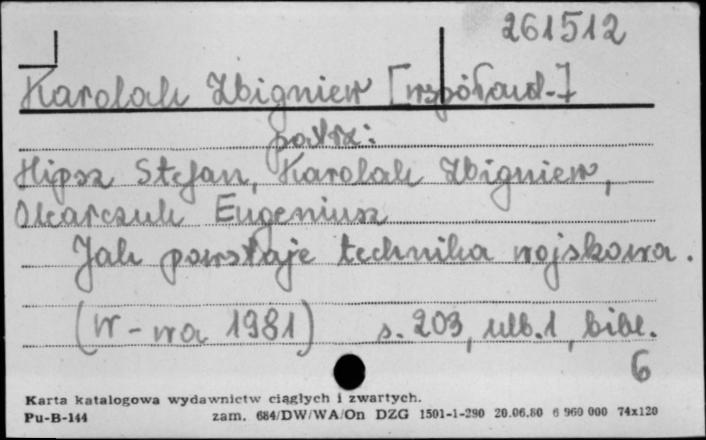 261512
Karolak Zbigniew [współaut.]
patrz:
Hipsz Stefan, Karolak Zbigniew,
Okarczuk Eugeniusz
Jak powstaje technika wojskowa.
(W-wa 1981) s. 203, nlb.1, bibl.
6
Karta katalogowa wydawnictw ciągłych i zwartych.
Pu-B-144 zam. 684/DW/WA/On DZG 1501-1-290 20.06.80 6 960 000 74x120